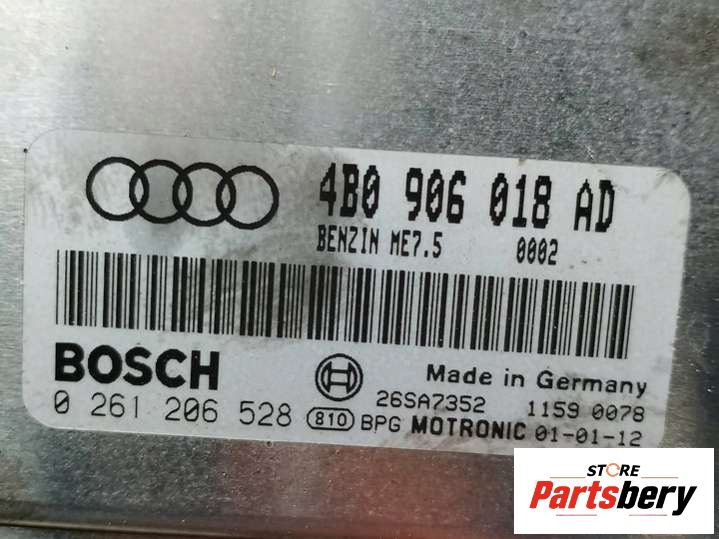 4B0 906 018 AD
BENZIN ME7.5 0002
BOSCH
Made in Germany
26SA7352 1159 0078
0 261 206 528 810 BPG MOTRONIC 01-01-12
STORE
Partsbery